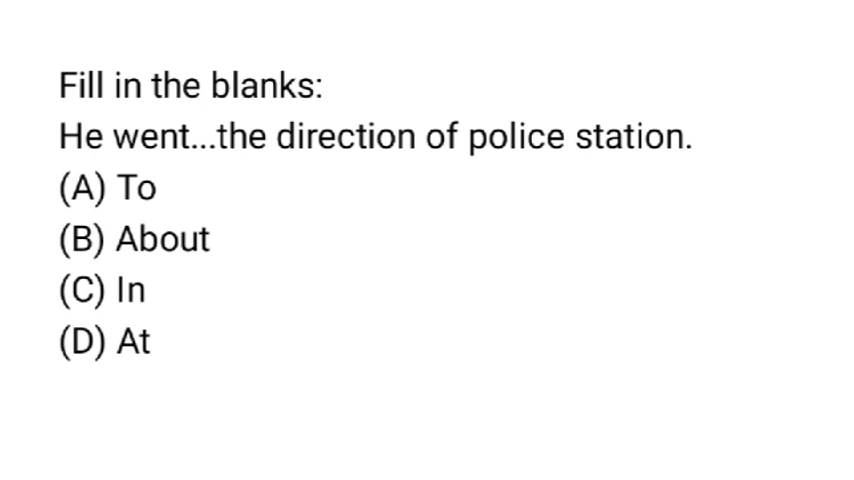 Fill in the blanks:
He went...the direction of police station.
(A) To
(B) About
(C) In
(D) At